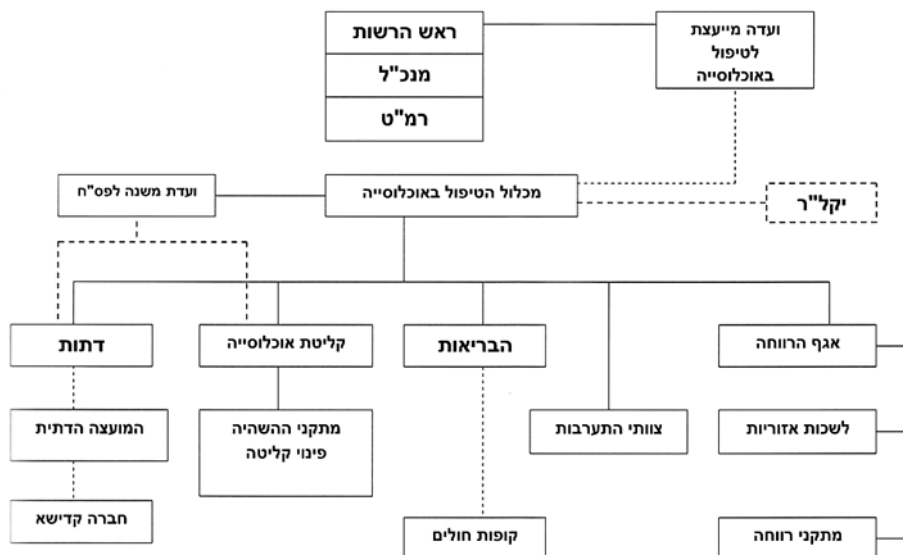 ראש הרשות
ועדה מייעצת
לטיפול
באוכלוסייה
מנכ"ל
רמ"ט
ועדת משנה לפס"ח
מכלול הטיפול באוכלוסייה
יקל"ר
דתות
קליטת אוכלוסייה
הבריאות
אגף הרווחה
המועצה הדתית
מתקני ההשהיה
פינוי קליטה
צוותי התערבות
לשכות אזוריות
חברה קדישא
קופות חולים
מתקני רווחה